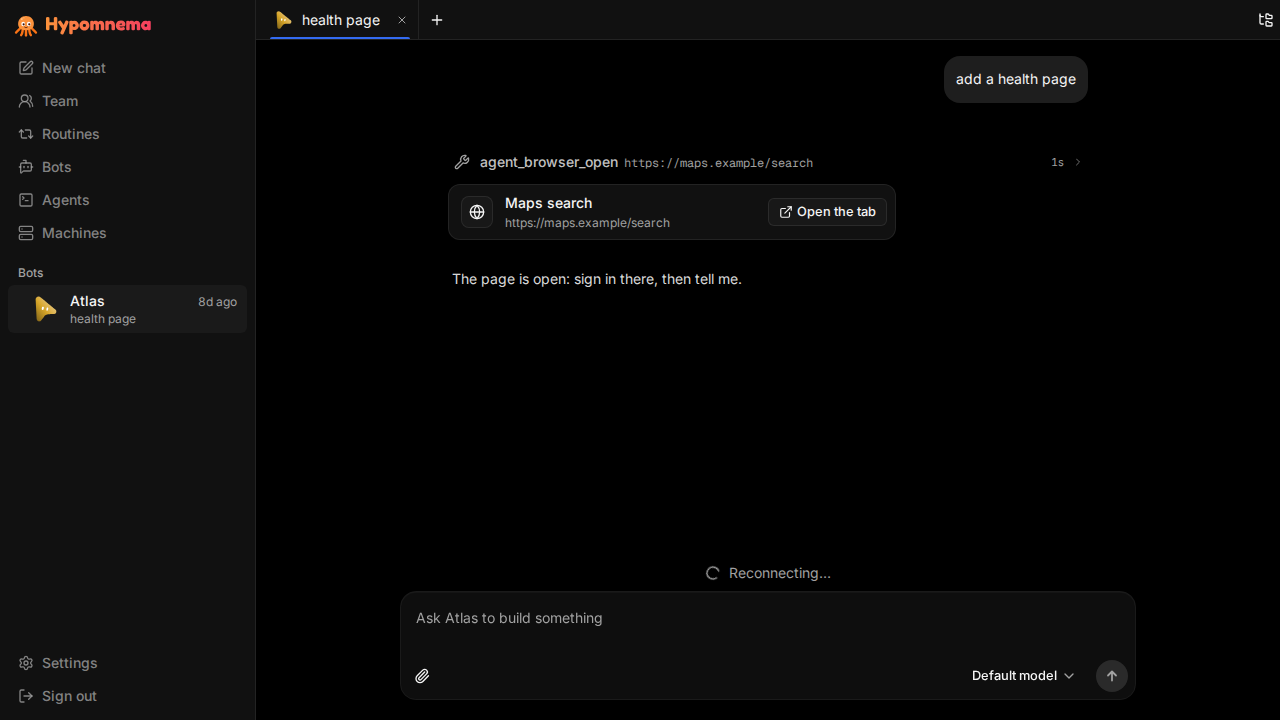 Hypomnema
New chat
Team
Routines
Bots
Agents
Machines
Bots
Atlas
8d ago
health page
Settings
Sign out
health page
add a health page
agent_browser_open https://maps.example/search
1s
Maps search
https://maps.example/search
Open the tab
The page is open: sign in there, then tell me.
Reconnecting...
Ask Atlas to build something
Default model